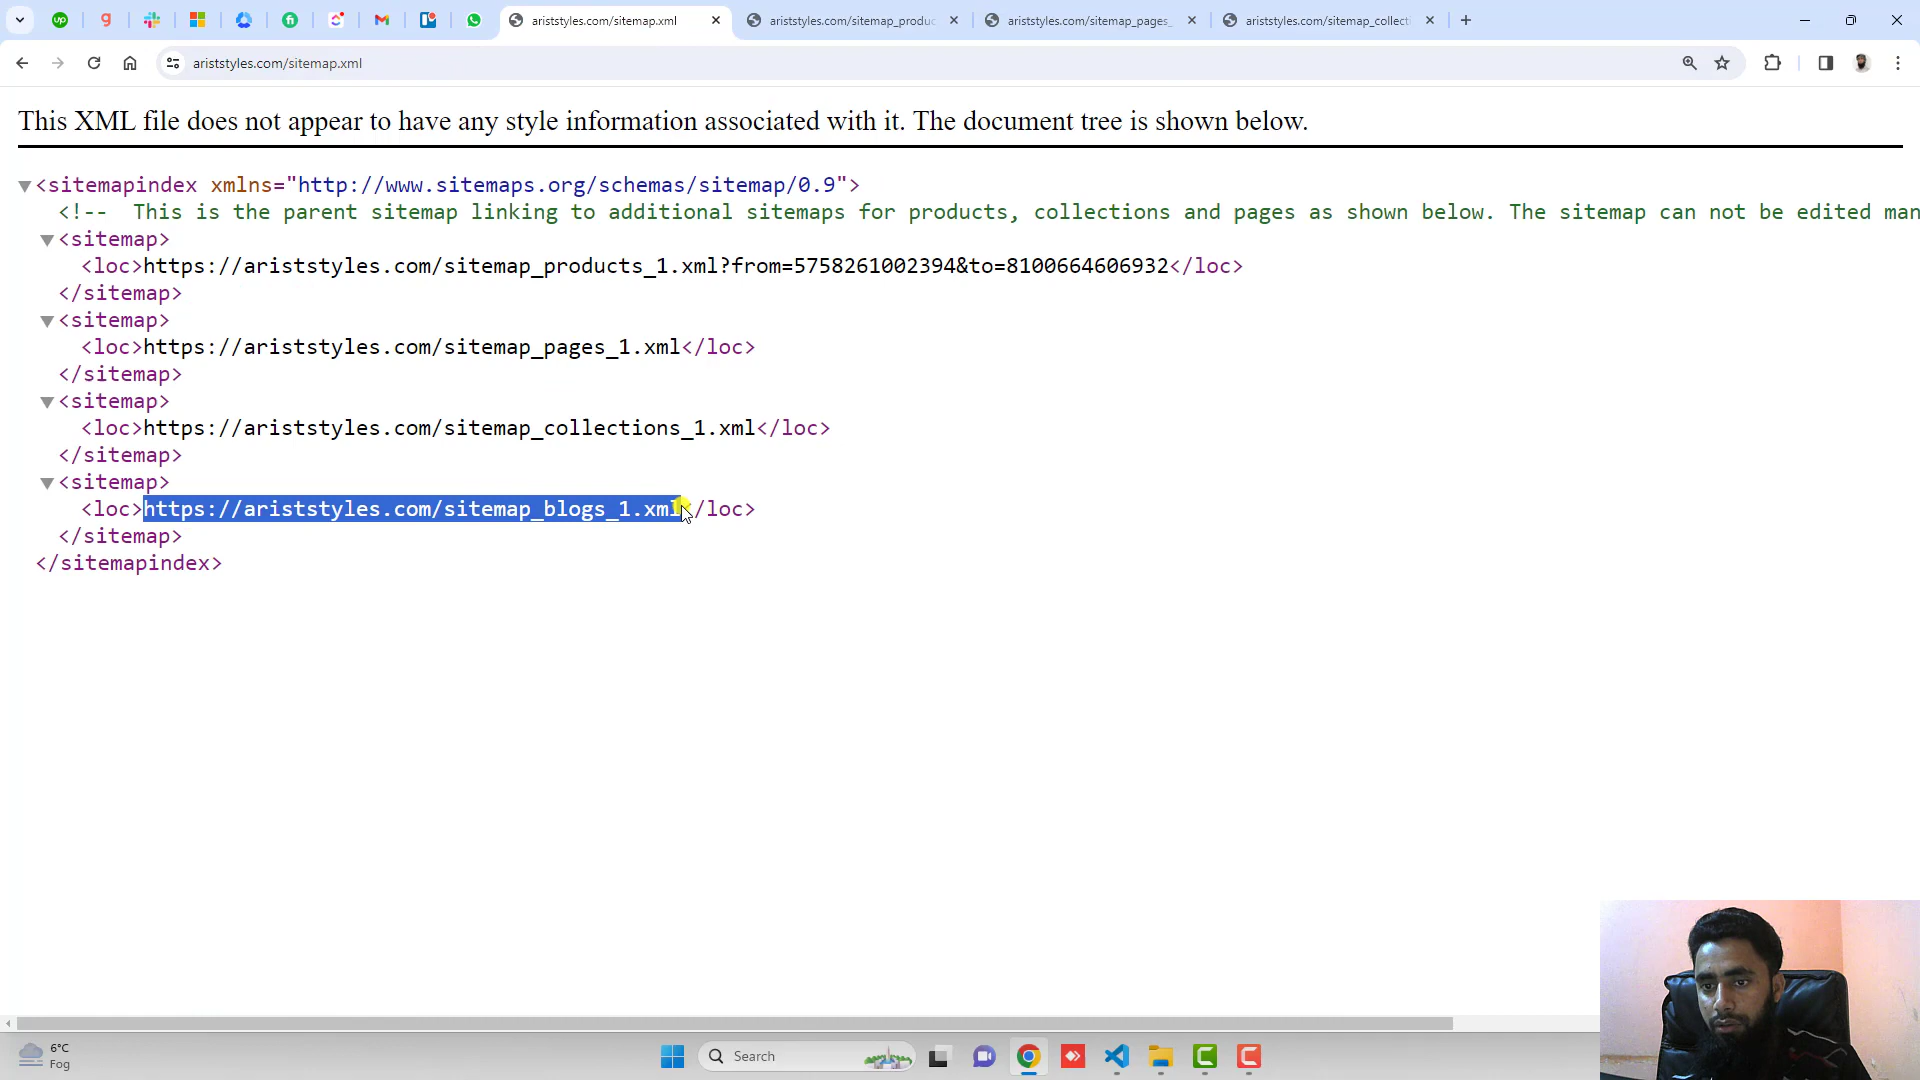 ariststyles.com/sitemap.xml
ariststyles.com/sitemap_produc
ariststyles.com/sitemap_pages_
ariststyles.com/sitemap_collecti
ariststyles.com/sitemap.xml
This XML file does not appear to have any style information associated with it. The document tree is shown below.
<sitemapindex xmlns="http://www.sitemaps.org/schemas/sitemap/0.9">
<!-- This is the parent sitemap linking to additional sitemaps for products, collections and pages as shown below. The sitemap can not be edited man
<sitemap>
<loc>https://ariststyles.com/sitemap_products_1.xml?from=5758261002394&to=8100664606932</loc>
</sitemap>
<sitemap>
<loc>https://ariststyles.com/sitemap_pages_1.xml</loc>
</sitemap>
<sitemap>
<loc>https://ariststyles.com/sitemap_collections_1.xml</loc>
</sitemap>
<sitemap>
<loc>https://ariststyles.com/sitemap_blogs_1.xml</loc>
</sitemap>
</sitemapindex>
6°C
Fog
Search